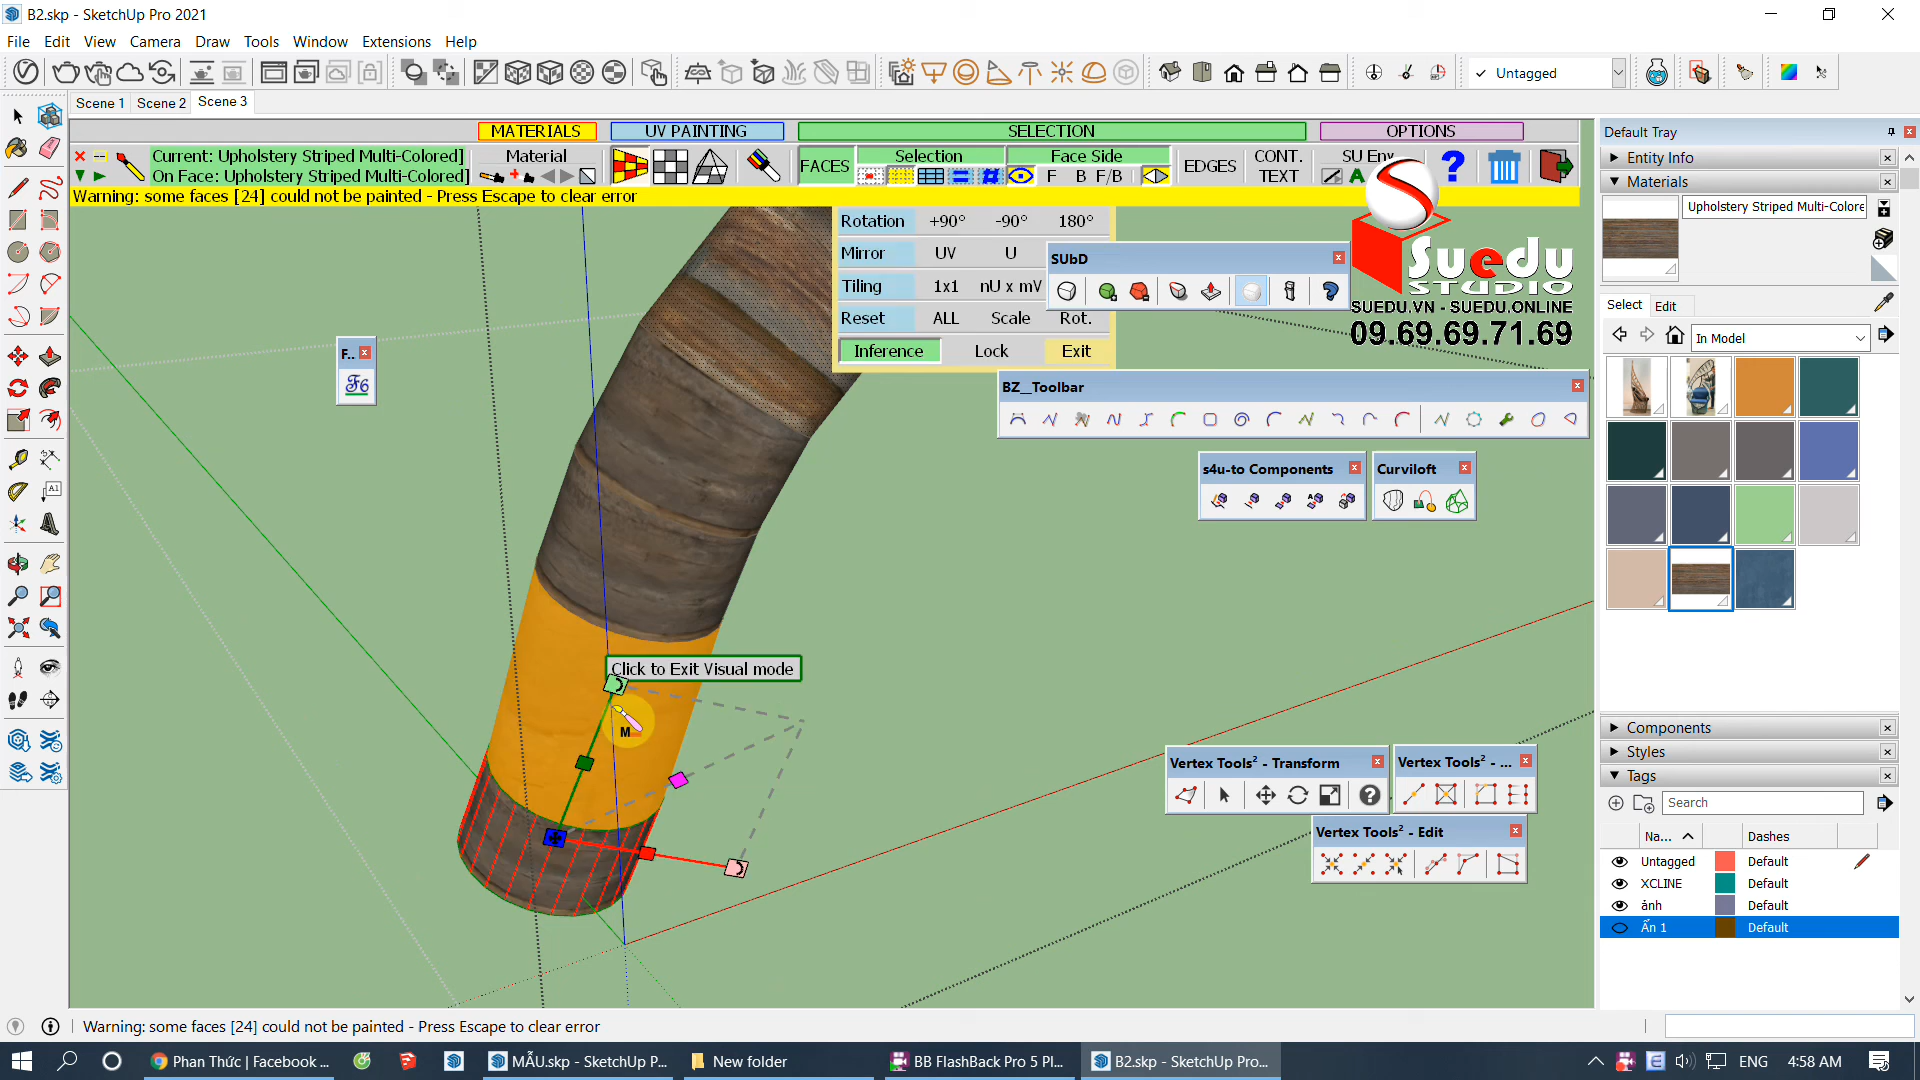 B2.skp - SketchUp Pro 2021
File Edit View Camera Draw Tools Window Extensions Help
Untagged
Scene 1 Scene 2 Scene 3
MATERIALS UV PAINTING SELECTION OPTIONS
Current: Upholstery Striped Multi-Colored]
On Face: Upholstery Striped Multi-Colored]
Material
FACES
Selection
Face Side
F B F/B
EDGES
CONT.
TEXT
SU Env
A
?
Warning: some faces [24] could not be painted - Press Escape to clear error
Rotation +90° -90° 180°
Mirror UV U
Tiling 1x1 nU x mV
Reset ALL Scale Rot.
Inference Lock Exit
SUbD
Suedu
STUDIO
SUEDU.VN - SUEDU.ONLINE
09.69.69.71.69
F..
F6
BZ__Toolbar
s4u-to Components
Curviloft
Click to Exit Visual mode
M
Vertex Tools² - Transform
Vertex Tools² - ...
Vertex Tools² - Edit
Default Tray
Entity Info
Materials
Upholstery Striped Multi-Colore
Select Edit
In Model
Components
Styles
Tags
Search
Na... Dashes
Untagged Default
XCLINE Default
ảnh Default
Ẩn 1 Default
Warning: some faces [24] could not be painted - Press Escape to clear error
Phan Thức | Facebook ...
MẪU.skp - SketchUp P...
New folder
BB FlashBack Pro 5 Pl...
B2.skp - SketchUp Pro...
ENG
4:58 AM